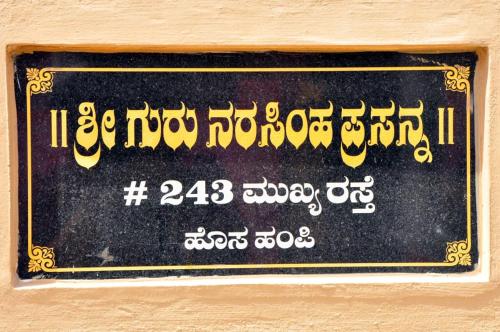 ॥ ಶ್ರೀ ಗುರು ನರಸಿಂಹ ಪ್ರಸನ್ನ ॥
# 243 ಮುಖ್ಯ ರಸ್ತೆ
ಹೊಸ ಹಂಪಿ